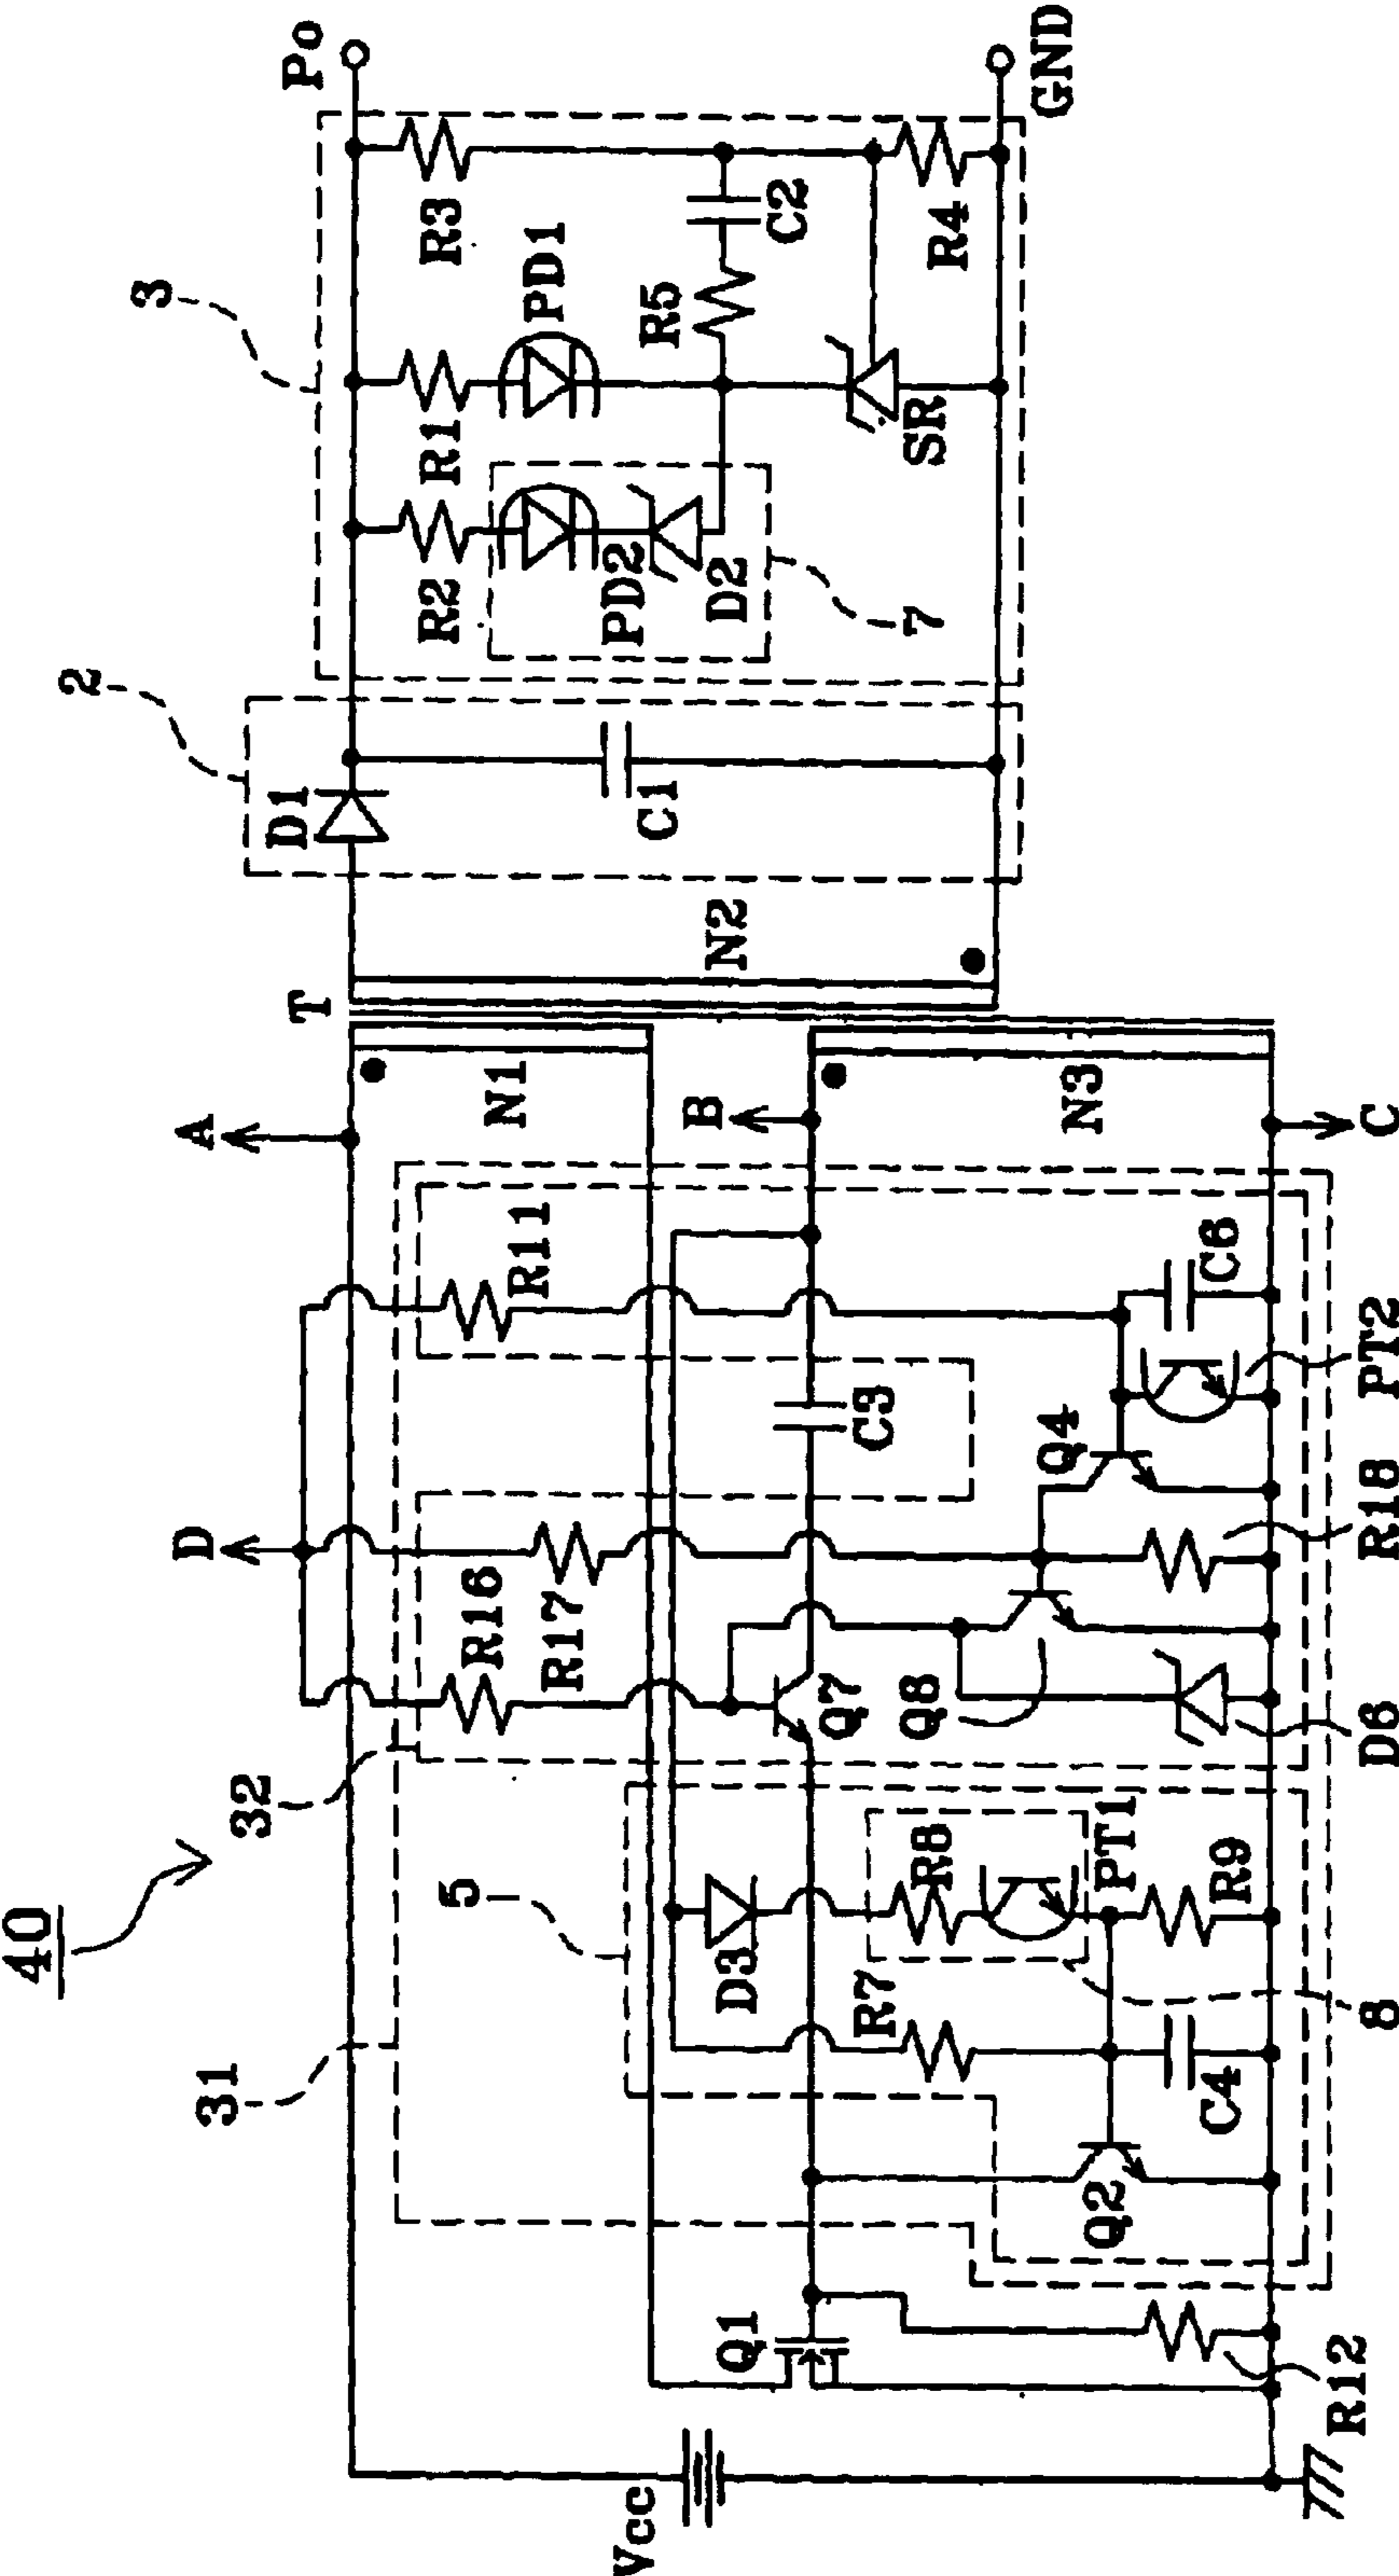 40
31
32
D
A
T
2
3
Po
R16
R17
R11
N1
D1
R2
R1
R3
PD1
5
B
N2
C1
PD2
D2
R5
C2
7
SR
R4
GND
Vcc
Q1
D3
R7
R8
Q7
Q8
C3
N3
Q4
Q2
PT1
C4
R9
C6
R12
8
D6
R18
PT2
C